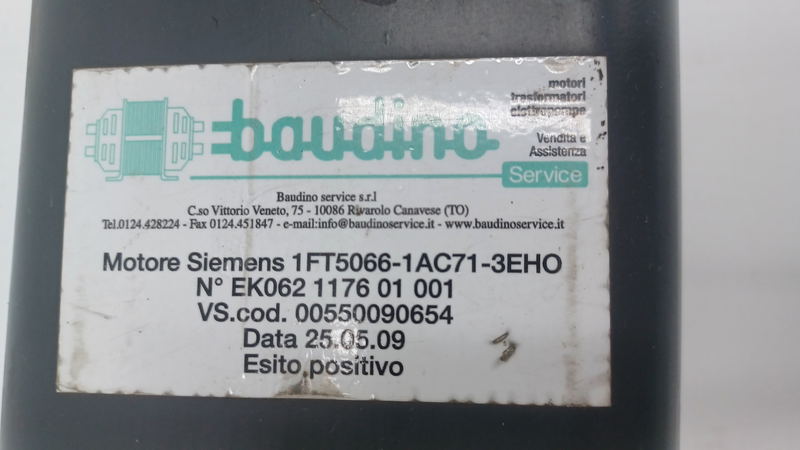 baudino
motori
trasformatori
elettropompe
Vendita e
Assistenza
Service
Baudino service s.r.l
C.so Vittorio Veneto, 75 - 10086 Rivarolo Canavese (TO)
Tel.0124.428224 - Fax 0124.451847 - e-mail:info@baudinoservice.it - www.baudinoservice.it
Motore Siemens 1FT5066-1AC71-3EHO
N° EK062 1176 01 001
VS.cod. 00550090654
Data 25.05.09
Esito positivo